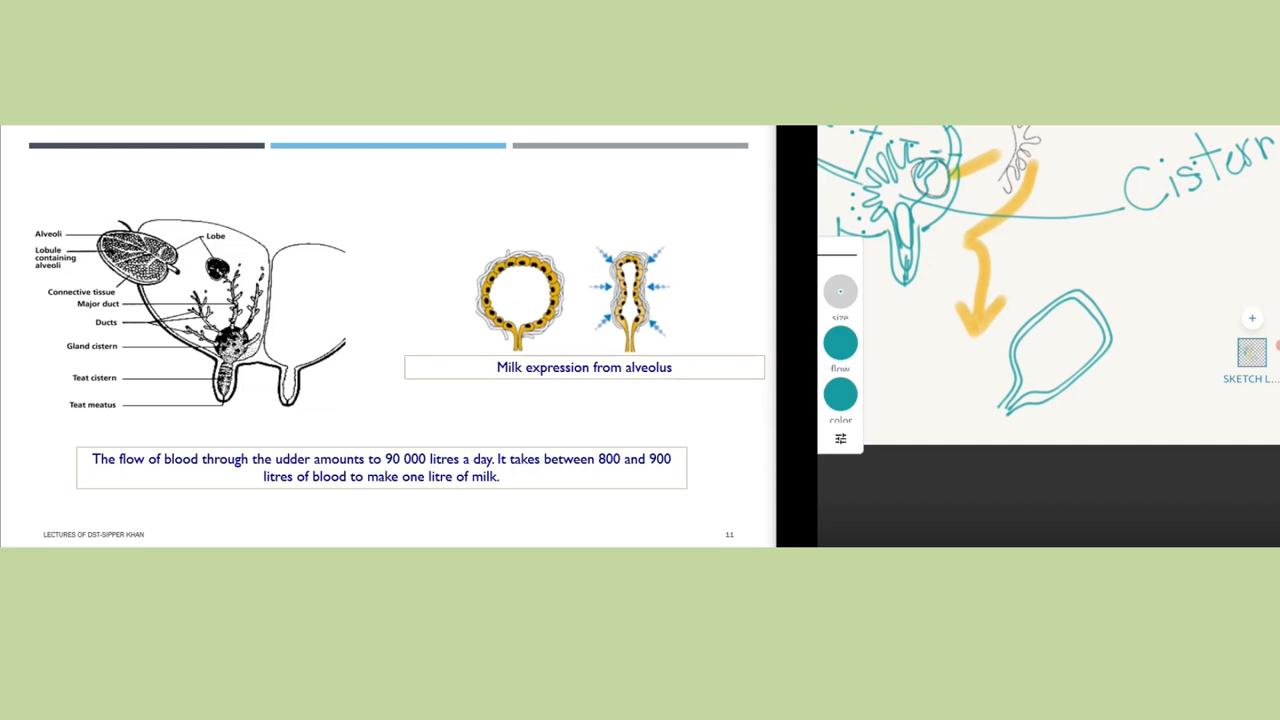 Alveoli
Lobule
containing
alveoli
Lobe
Connective tissue
Major duct
Ducts
Gland cistern
Teat cistern
Teat meatus
Milk expression from alveolus
The flow of blood through the udder amounts to 90 000 litres a day. It takes between 800 and 900
litres of blood to make one litre of milk.
LECTURES OF DST-SIPPER KHAN
11
Cistern
size
flow
color
SKETCH L...